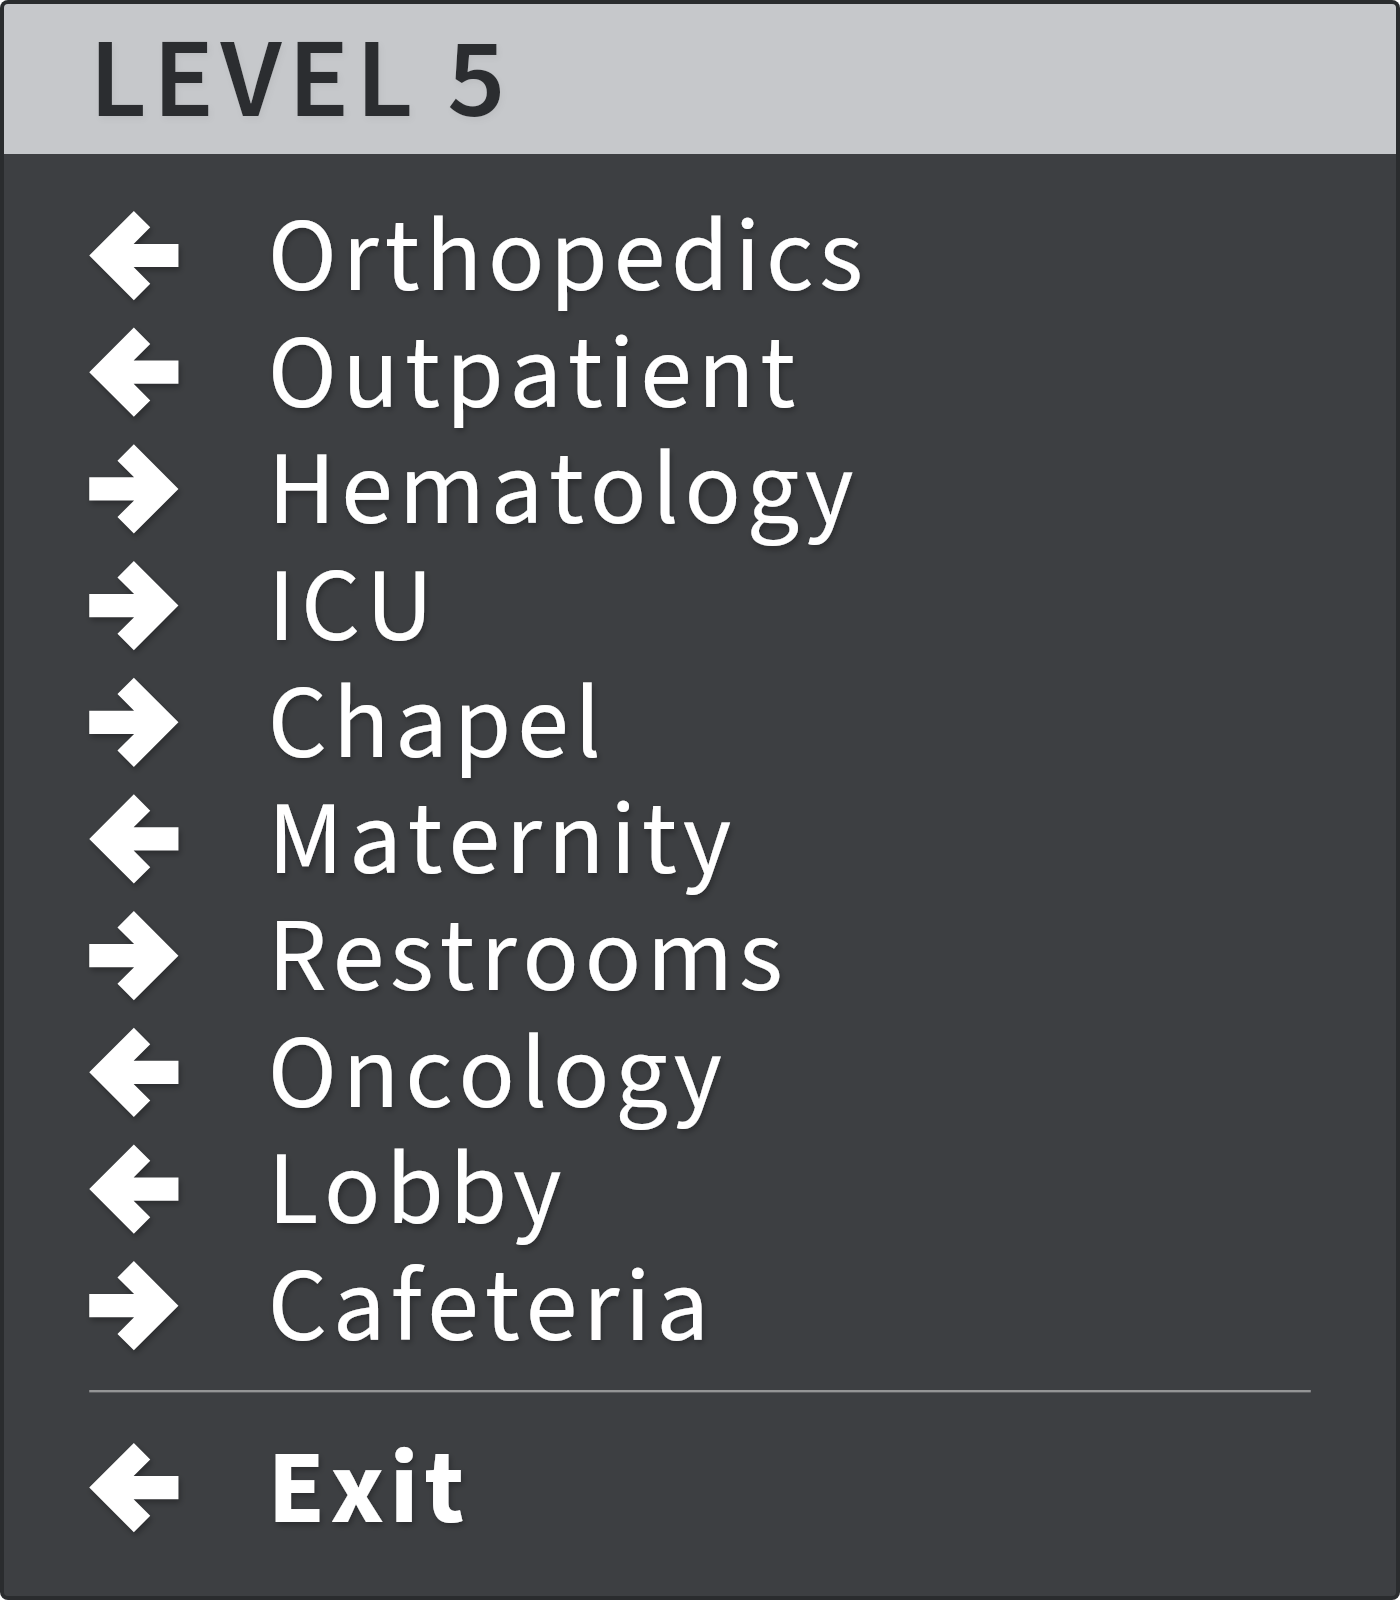 LEVEL 5
← Orthopedics
← Outpatient
→ Hematology
→ ICU
→ Chapel
← Maternity
→ Restrooms
← Oncology
← Lobby
→ Cafeteria
← Exit